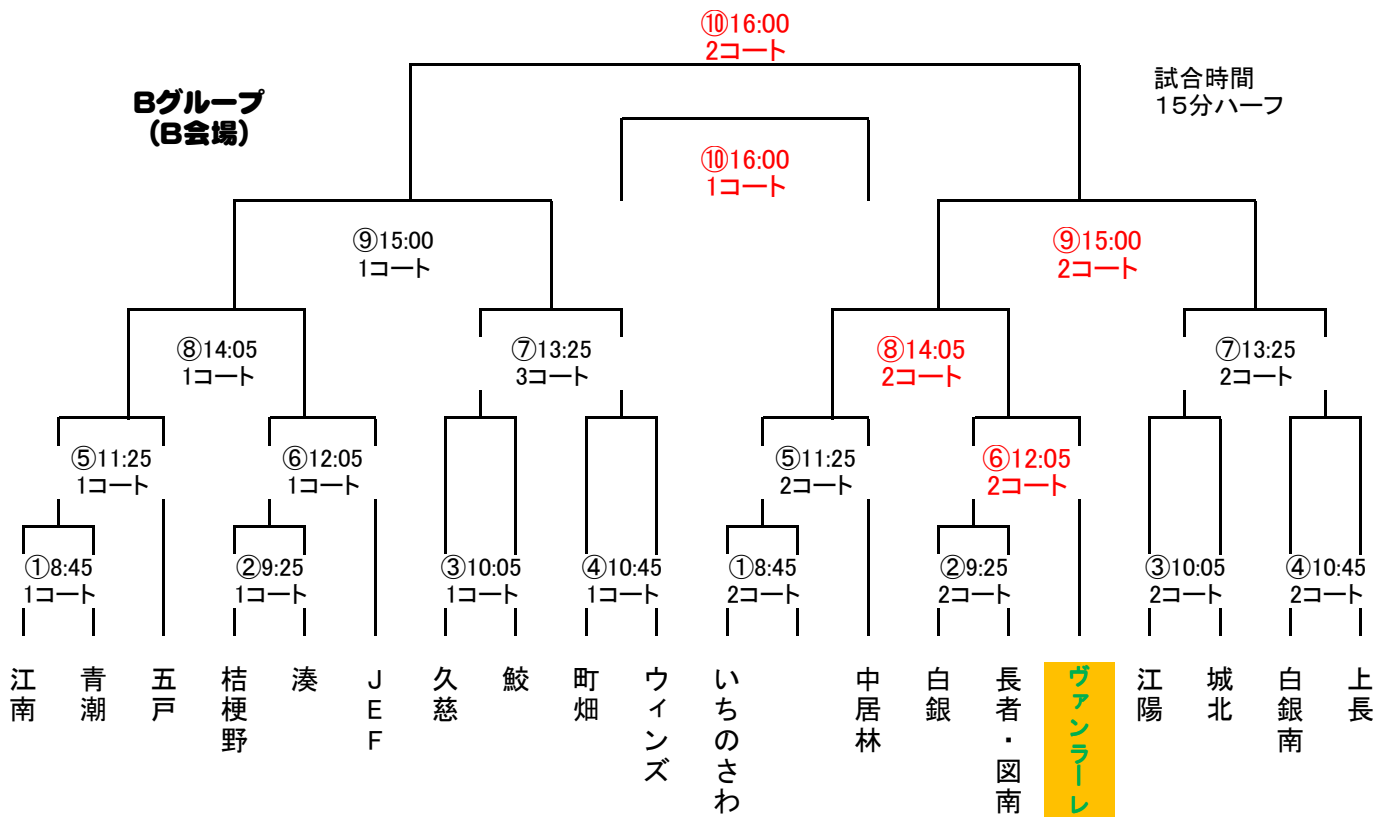 ⑩16:00
2コート
Bグループ
(B会場)
試合時間
15分ハーフ
⑩16:00
1コート
⑨15:00
1コート
⑨15:00
2コート
⑧14:05
1コート
⑦13:25
3コート
⑧14:05
2コート
⑦13:25
2コート
⑤11:25
1コート
⑥12:05
1コート
⑤11:25
2コート
⑥12:05
2コート
①8:45
1コート
②9:25
1コート
③10:05
1コート
④10:45
1コート
①8:45
2コート
②9:25
2コート
③10:05
2コート
④10:45
2コート
江南
青潮
五戸
桔梗野
湊
JEF
久慈
鮫
町畑
ウィンズ
いちのさわ
中居林
白銀
長者・図南
ヴァンラーレ
江陽
城北
白銀南
上長